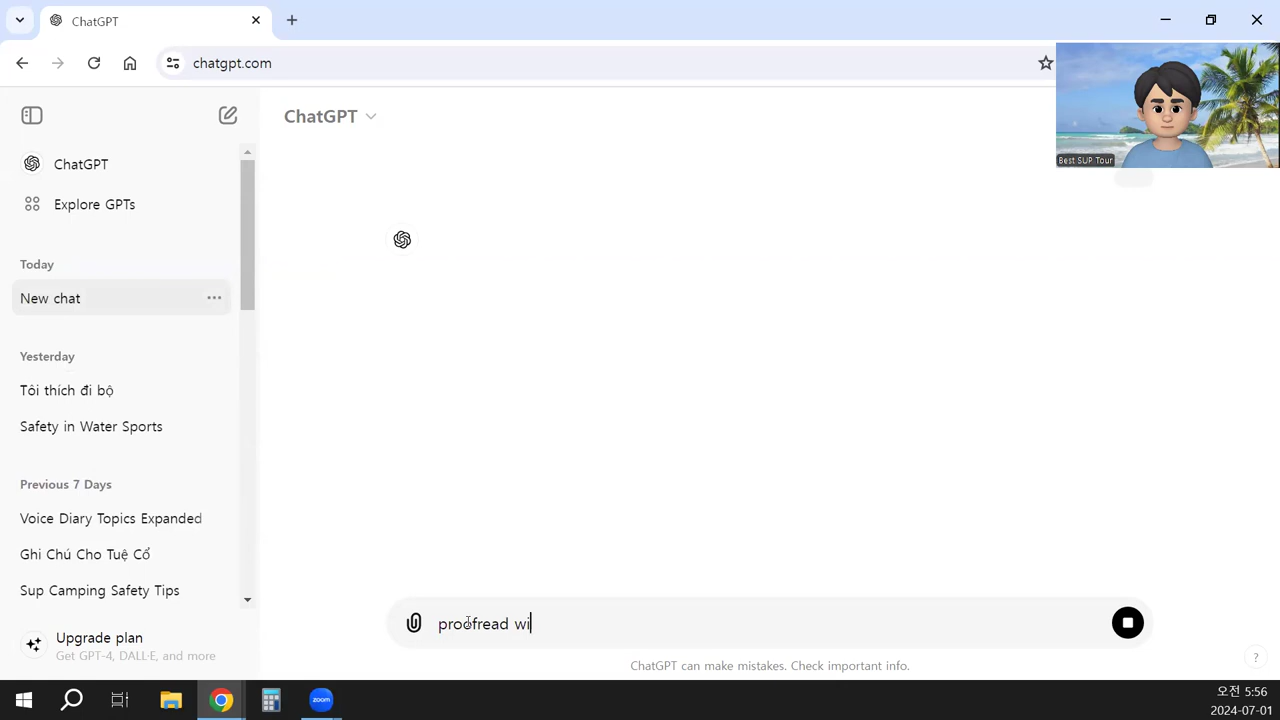 ChatGPT
chatgpt.com
Best SUP Tour
ChatGPT
ChatGPT
Explore GPTs
Today
New chat
Yesterday
Tôi thích đi bộ
Safety in Water Sports
Previous 7 Days
Voice Diary Topics Expanded
Ghi Chú Cho Tuệ Cổ
Sup Camping Safety Tips
Upgrade plan
Get GPT-4, DALL·E, and more
proofread wi
ChatGPT can make mistakes. Check important info.
?
zoom
오전 5:56
2024-07-01